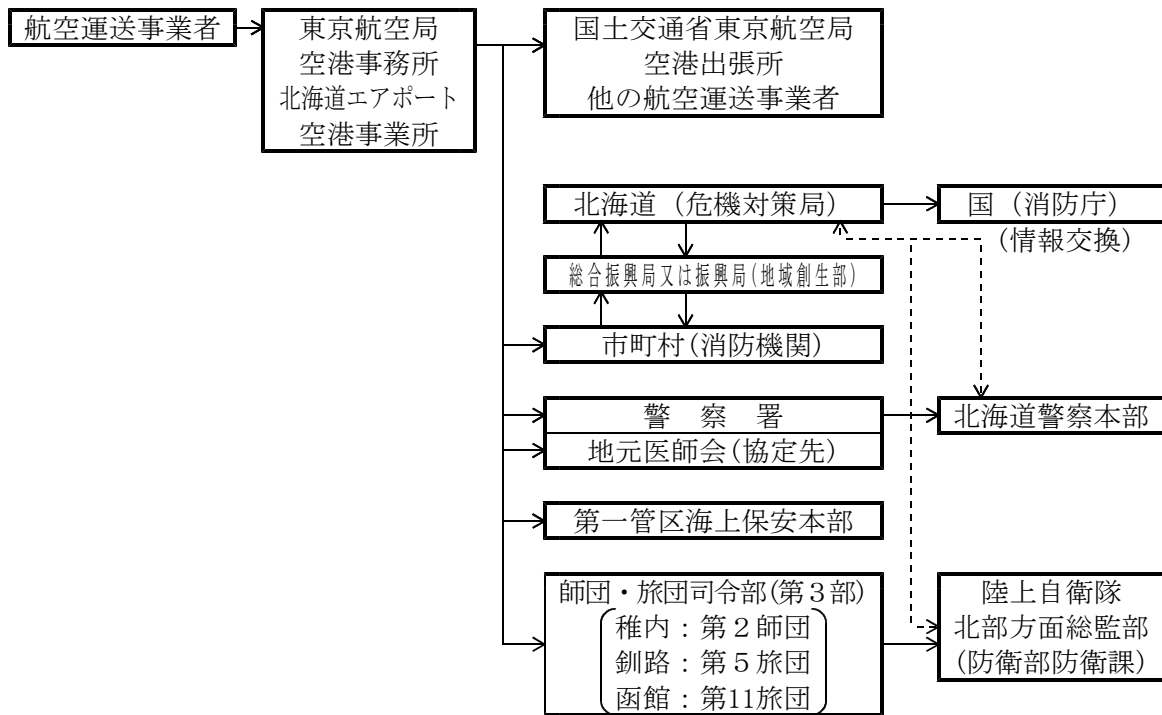 航空運送事業者
東京航空局
空港事務所
北海道エアポート
空港事業所
国土交通省東京航空局
空港出張所
他の航空運送事業者
北海道（危機対策局）
国（消防庁）
(情報交換)
総合振興局又は振興局(地域創生部)
市町村(消防機関)
警　察　署
北海道警察本部
地元医師会(協定先)
第一管区海上保安本部
師団・旅団司令部(第３部)
稚内：第２師団
釧路：第５旅団
函館：第11旅団
陸上自衛隊
北部方面総監部
(防衛部防衛課)